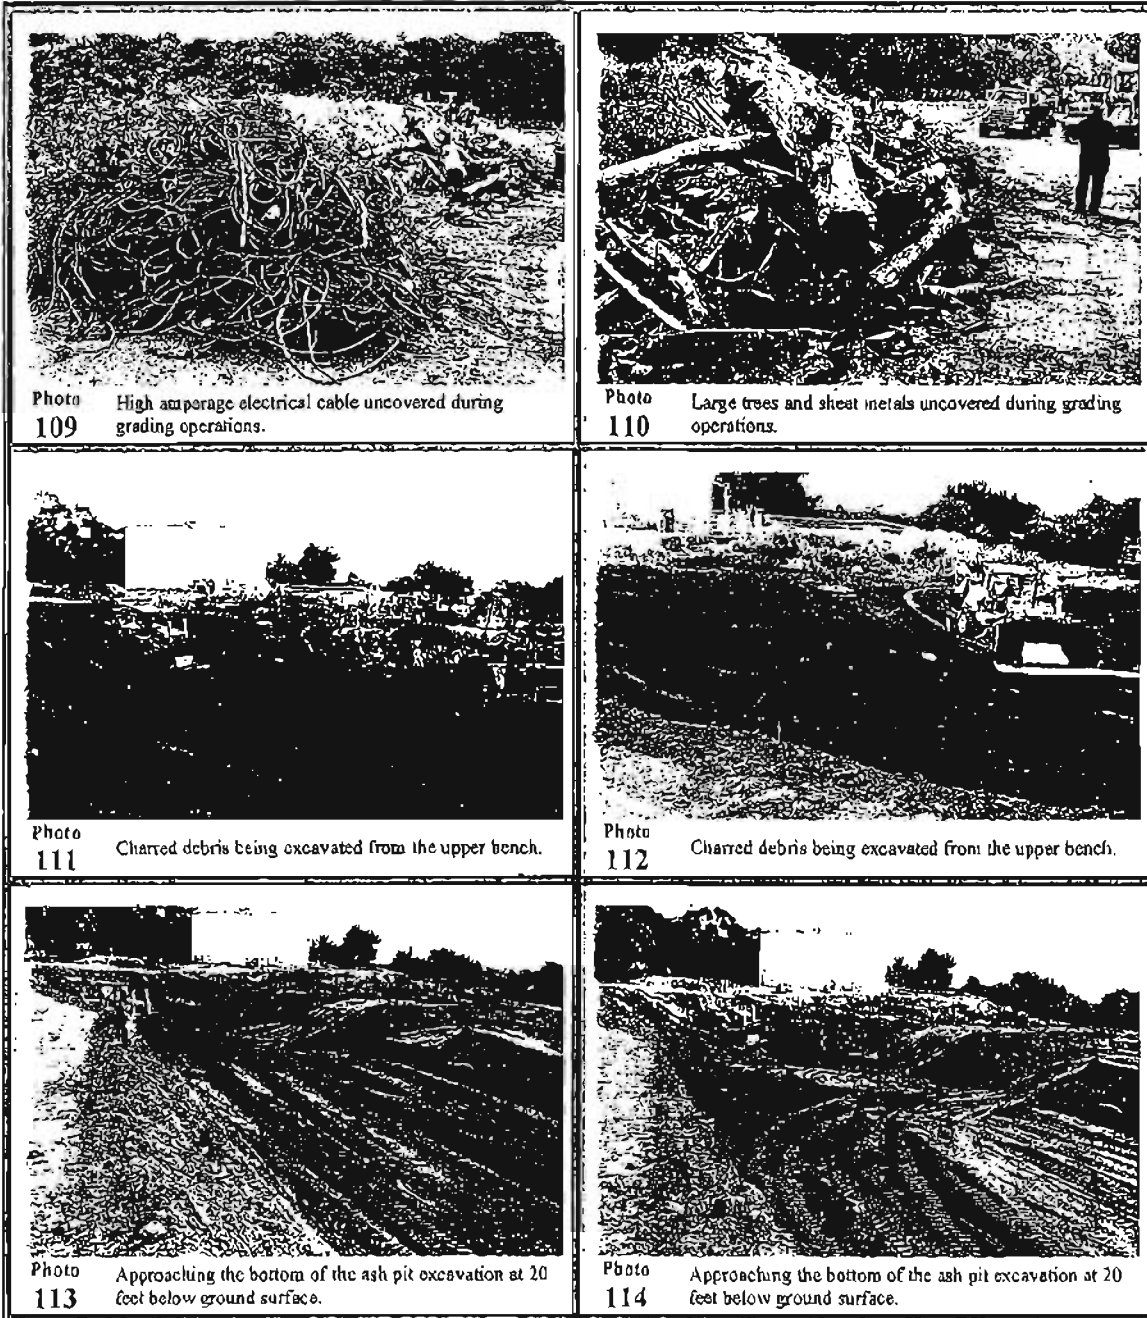 Photo
109
High amperage electrical cable uncovered during
grading operations.
Photo
110
Large trees and sheet metals uncovered during grading
operations.
Photo
111
Charred debris being excavated from the upper bench.
Photo
112
Charred debris being excavated from the upper bench.
Photo
113
Approaching the bottom of the ash pit excavation at 20
feet below ground surface.
Photo
114
Approaching the bottom of the ash pit excavation at 20
feet below ground surface.